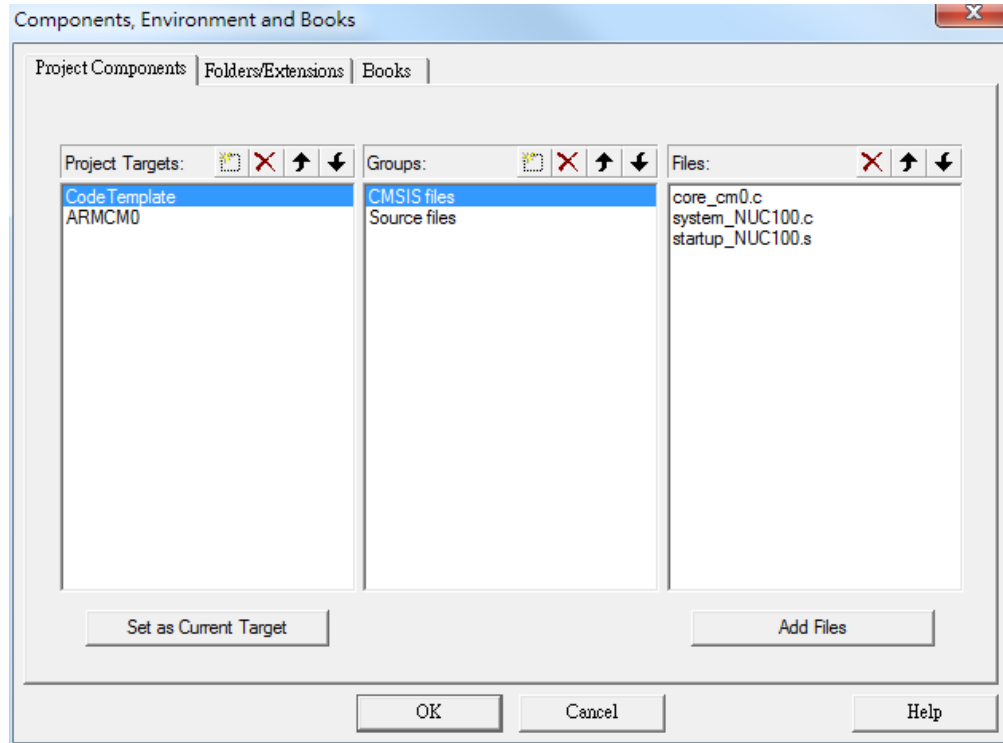 Components, Environment and Books
Project Components Folders/Extensions Books
Project Targets: Groups: Files:
CodeTemplate CMSIS files core_cm0.c
ARMCM0 Source files system_NUC100.c
startup_NUC100.s
Set as Current Target Add Files
OK Cancel Help